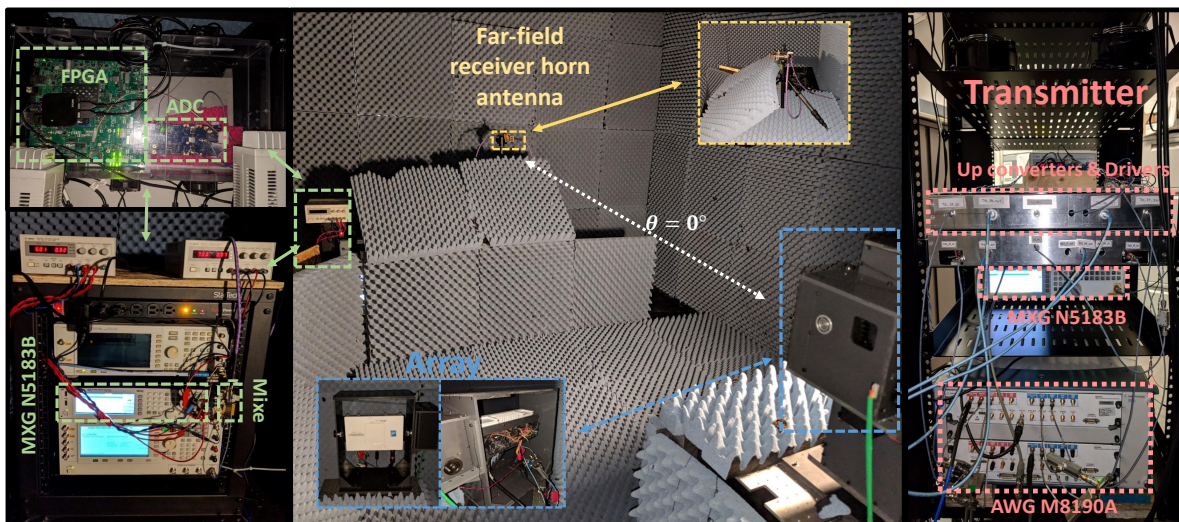 FPGA
ADC
MXG N5183B
Mixe
Far-field
receiver horn
antenna
θ = 0°
Array
Transmitter
Up converters & Drivers
MXG N5183B
AWG M8190A